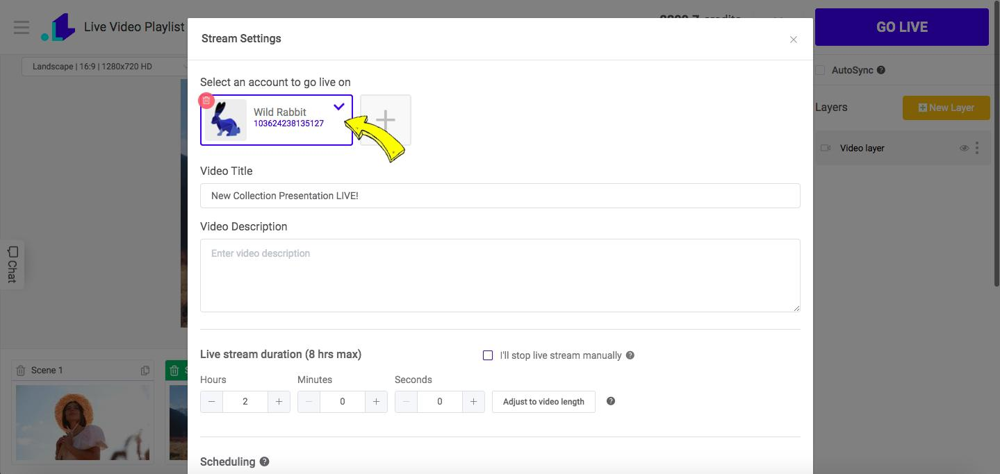 Live Video Playlist
GO LIVE
Stream Settings
Landscape | 16:9 | 1280x720 HD
AutoSync
Select an account to go live on
Wild Rabbit
103624238135127
Layers
New Layer
Video layer
Video Title
New Collection Presentation LIVE!
Video Description
Enter video description
Chat
Live stream duration (8 hrs max)
I'll stop live stream manually
Scene 1
Hours
Minutes
Seconds
2
0
0
Adjust to video length
Scheduling